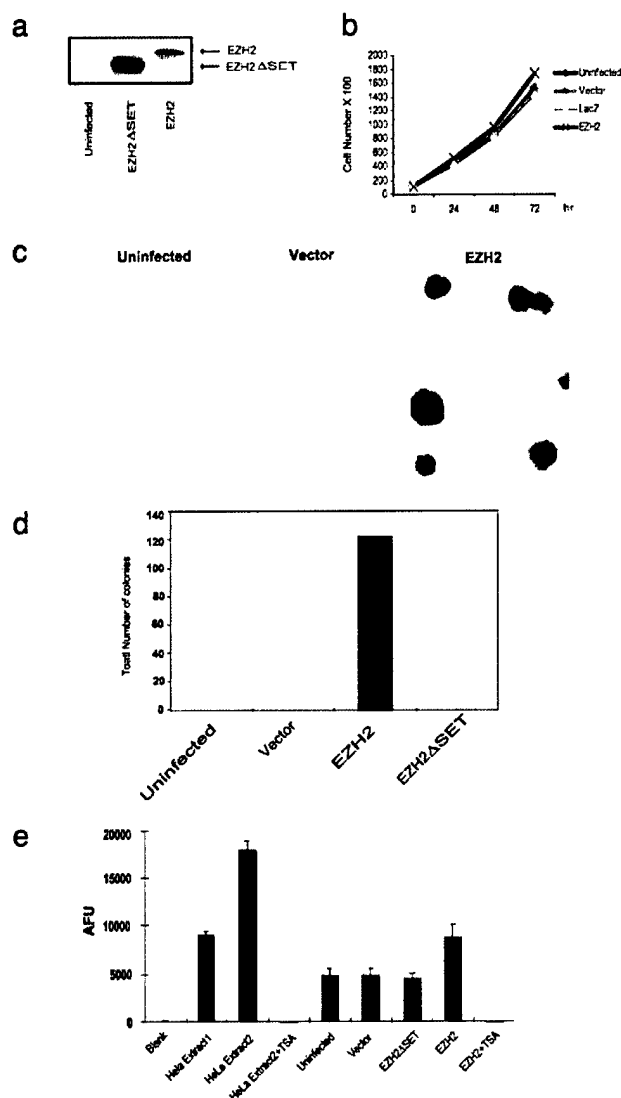 a
EZH2
EZH2ΔSET
Uninfected
EZH2ΔSET
EZH2
b
Cell Number X 100
2000
1800
1600
1400
1200
1000
800
600
400
200
0
0 24 48 72 hr
Uninfected
Vector
LacZ
EZH2
c
Uninfected Vector EZH2
d
Toatl Number of colonies
140
120
100
80
60
40
20
0
Uninfected
Vector
EZH2
EZH2ΔSET
e
AFU
20000
15000
10000
5000
0
Blank
Hela Extract1
HeLa Extract2
HeLa Extract2+TSA
Uninfected
Vector
EZH2ΔSET
EZH2
EZH2+TSA